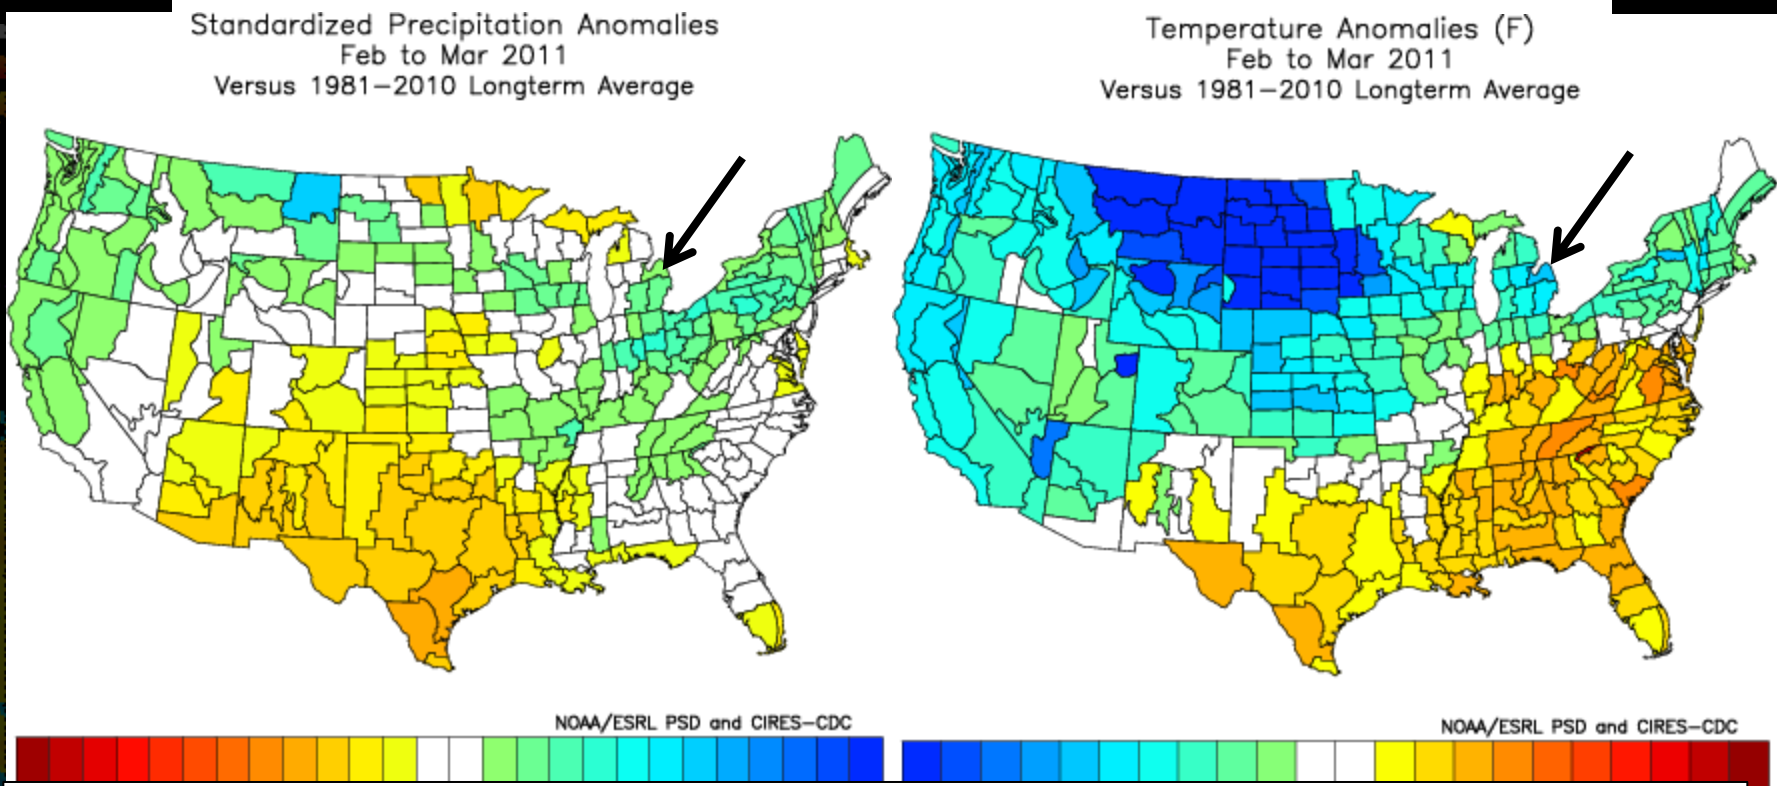 Standardized Precipitation Anomalies
Feb to Mar 2011
Versus 1981-2010 Longterm Average
NOAA/ESRL PSD and CIRES-CDC
Temperature Anomalies (F)
Feb to Mar 2011
Versus 1981-2010 Longterm Average
NOAA/ESRL PSD and CIRES-CDC